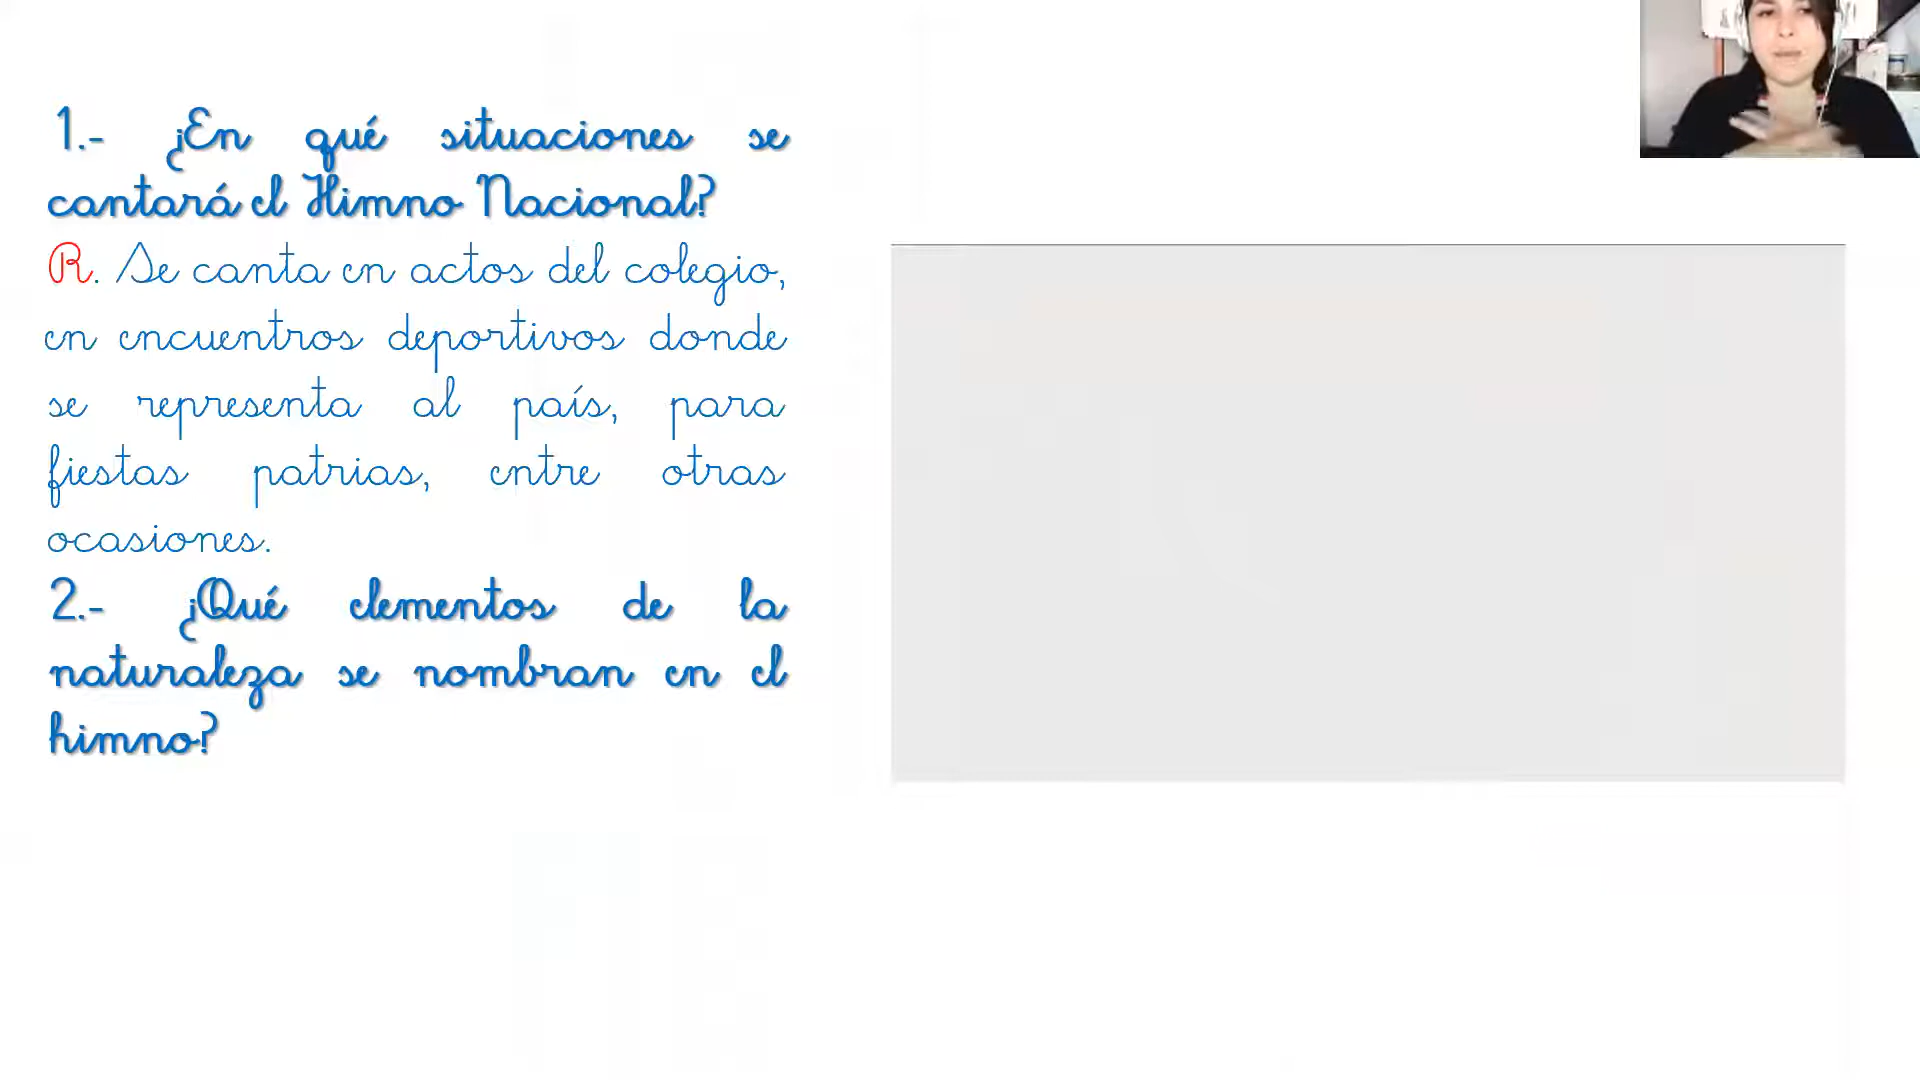 1.- ¿En qué situaciones se
cantará el Himno Nacional?
R. Se canta en actos del colegio,
en encuentros deportivos donde
se representa al país, para
fiestas patrias, entre otras
ocasiones.
2.- ¿Qué elementos de la
naturaleza se nombran en el
himno?